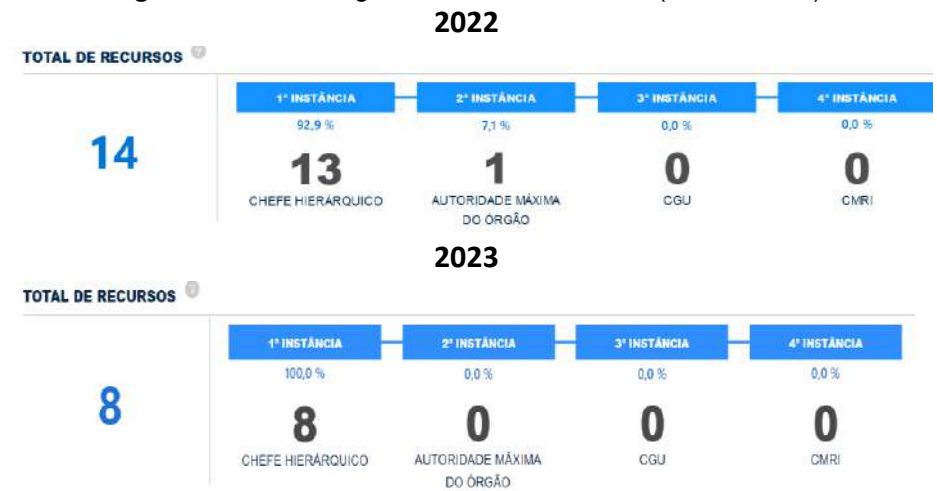 2022
TOTAL DE RECURSOS ?
1ª INSTÂNCIA 2ª INSTÂNCIA 3ª INSTÂNCIA 4ª INSTÂNCIA
92,9 % 7,1 % 0,0 % 0,0 %
14 13 1 0 0
CHEFE HIERÁRQUICO AUTORIDADE MÁXIMA CGU CMRI
DO ÓRGÃO
2023
TOTAL DE RECURSOS ?
1ª INSTÂNCIA 2ª INSTÂNCIA 3ª INSTÂNCIA 4ª INSTÂNCIA
100,0 % 0,0 % 0,0 % 0,0 %
8 8 0 0 0
CHEFE HIERÁRQUICO AUTORIDADE MÁXIMA CGU CMRI
DO ÓRGÃO